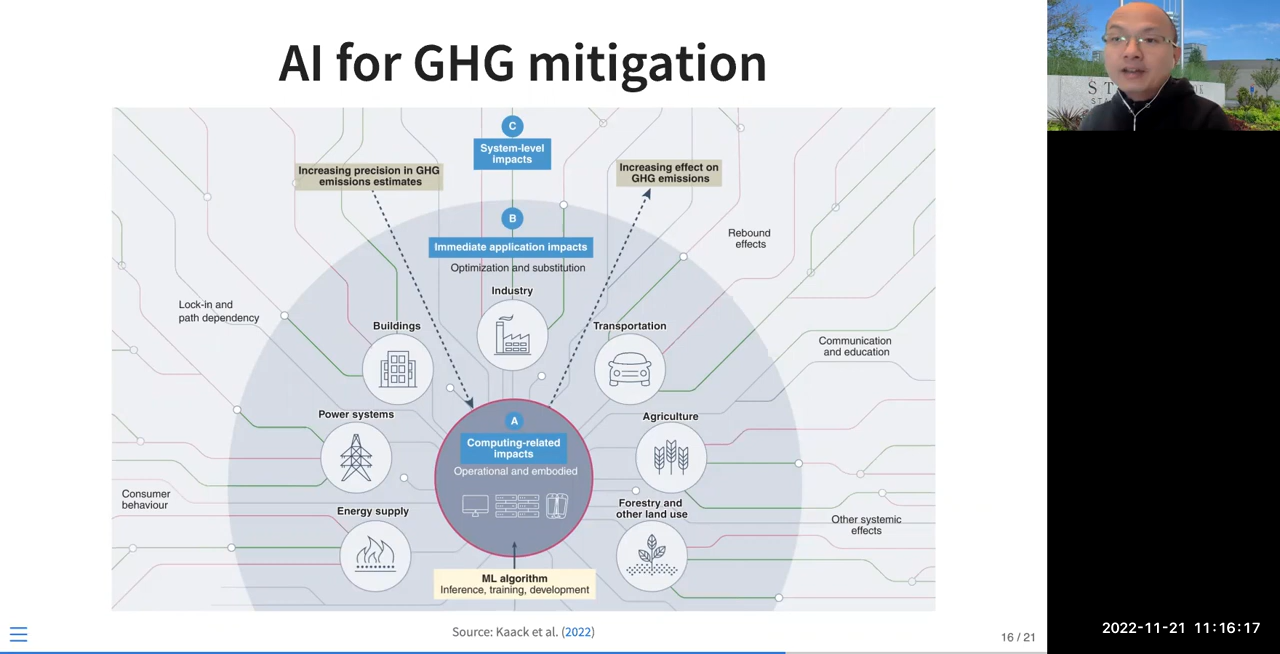 AI for GHG mitigation
C
System-level
impacts
Increasing precision in GHG
emissions estimates
Increasing effect on
GHG emissions
B
Immediate application impacts
Optimization and substitution
Rebound
effects
Lock-in and
path dependency
Industry
Buildings
Transportation
Communication
and education
Power systems
Agriculture
A
Computing-related
impacts
Operational and embodied
Consumer
behaviour
Energy supply
Forestry and
other land use
Other systemic
effects
ML algorithm
Inference, training, development
Source: Kaack et al. (2022)
16 / 21
2022-11-21 11:16:17